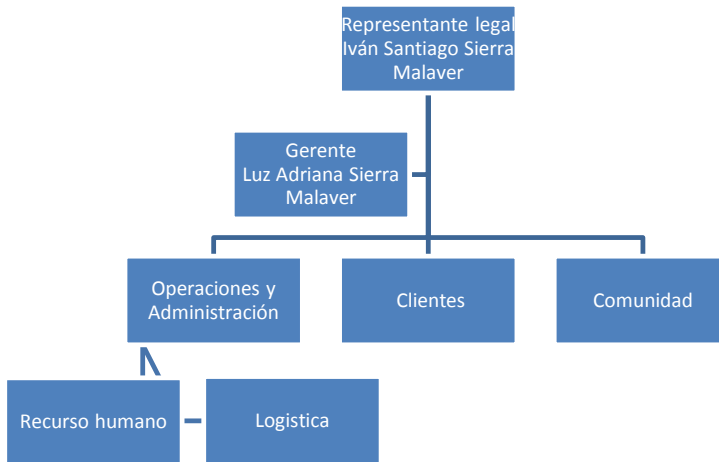 Representante legal
Iván Santiago Sierra
Malaver
Gerente
Luz Adriana Sierra
Malaver
Operaciones y
Administración
Clientes
Comunidad
Recurso humano
Logistica